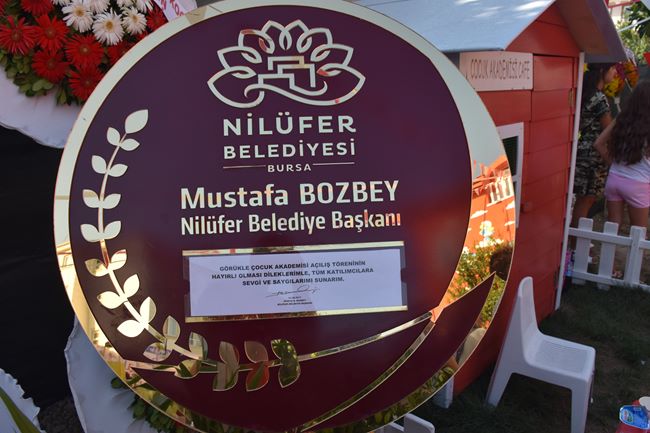 NİLÜFER
BELEDİYESİ
BURSA
Mustafa BOZBEY
Nilüfer Belediye Başkanı
GÖRÜKLE ÇOCUK AKADEMİSİ AÇILIŞ TÖRENİNİN
HAYIRLI OLMASI DİLEKLERİMLE, TÜM KATILIMCILARA
SEVGİ VE SAYGILARIMI SUNARIM.
ÇOCUK AKADEMİSİ CAFE